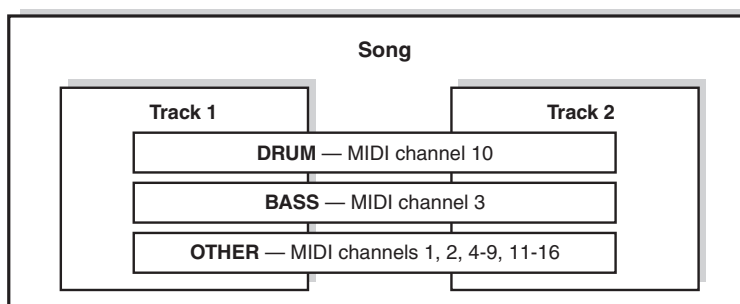 Song
Track 1
Track 2
DRUM — MIDI channel 10
BASS — MIDI channel 3
OTHER — MIDI channels 1, 2, 4-9, 11-16